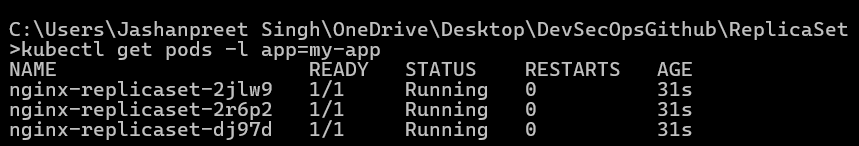 C:\Users\Jashanpreet Singh\OneDrive\Desktop\DevSecOpsGithub\ReplicaSet
>kubectl get pods -l app=my-app
NAME                     READY   STATUS    RESTARTS   AGE
nginx-replicaset-2jlw9   1/1     Running   0          31s
nginx-replicaset-2r6p2   1/1     Running   0          31s
nginx-replicaset-dj97d   1/1     Running   0          31s